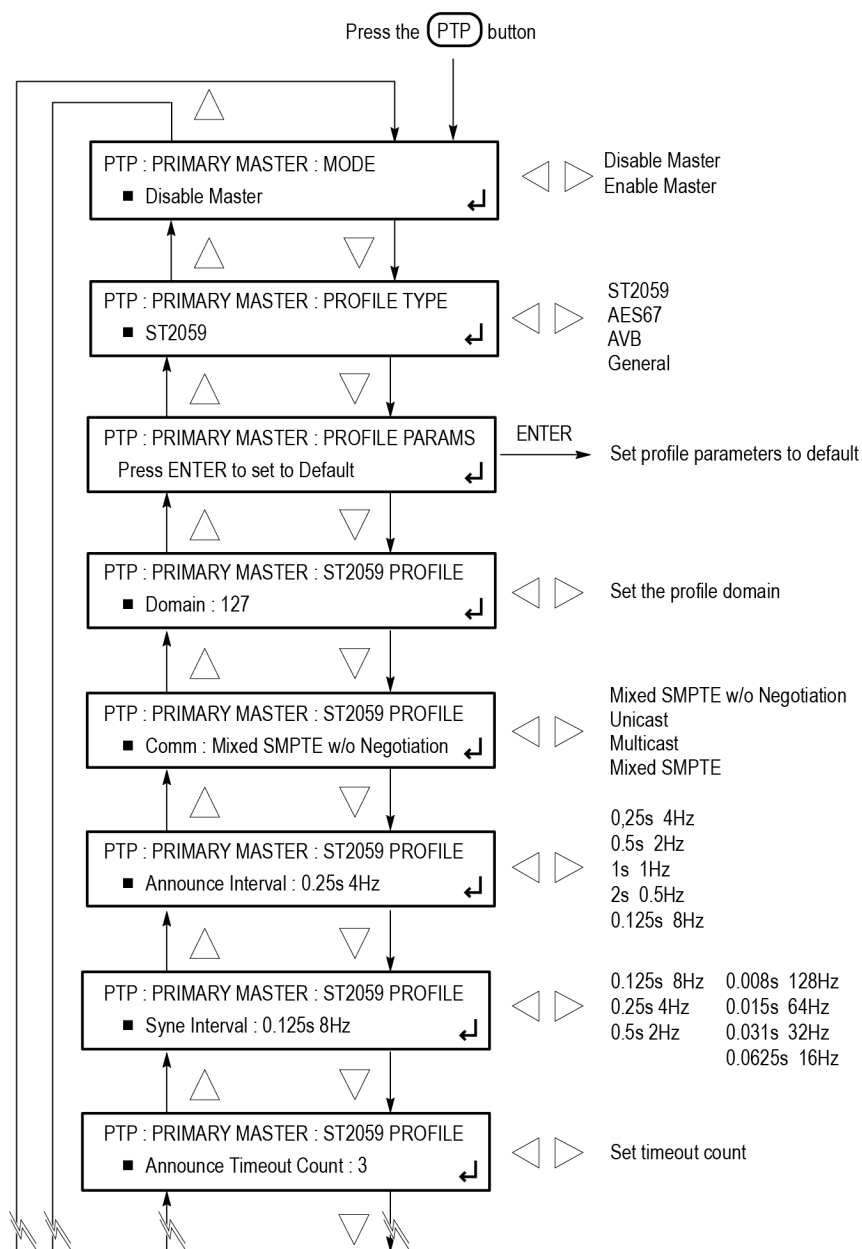 Press the PTP button
PTP : PRIMARY MASTER : MODE
■ Disable Master
Disable Master
Enable Master
PTP : PRIMARY MASTER : PROFILE TYPE
■ ST2059
ST2059
AES67
AVB
General
PTP : PRIMARY MASTER : PROFILE PARAMS
Press ENTER to set to Default
ENTER
Set profile parameters to default
PTP : PRIMARY MASTER : ST2059 PROFILE
■ Domain : 127
Set the profile domain
PTP : PRIMARY MASTER : ST2059 PROFILE
■ Comm : Mixed SMPTE w/o Negotiation
Mixed SMPTE w/o Negotiation
Unicast
Multicast
Mixed SMPTE
PTP : PRIMARY MASTER : ST2059 PROFILE
■ Announce Interval : 0.25s 4Hz
0,25s 4Hz
0.5s 2Hz
1s 1Hz
2s 0.5Hz
0.125s 8Hz
PTP : PRIMARY MASTER : ST2059 PROFILE
■ Syne Interval : 0.125s 8Hz
0.125s 8Hz 0.008s 128Hz
0.25s 4Hz 0.015s 64Hz
0.5s 2Hz 0.031s 32Hz
0.0625s 16Hz
PTP : PRIMARY MASTER : ST2059 PROFILE
■ Announce Timeout Count : 3
Set timeout count